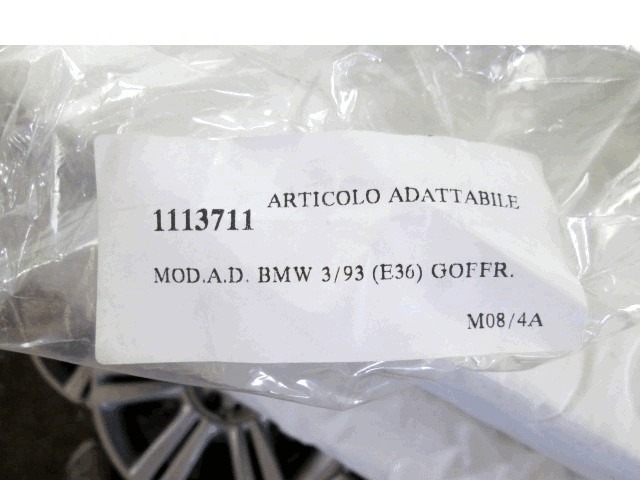 ARTICOLO ADATTABILE
1113711
MOD.A.D. BMW 3/93 (E36) GOFFR.
M08/4A